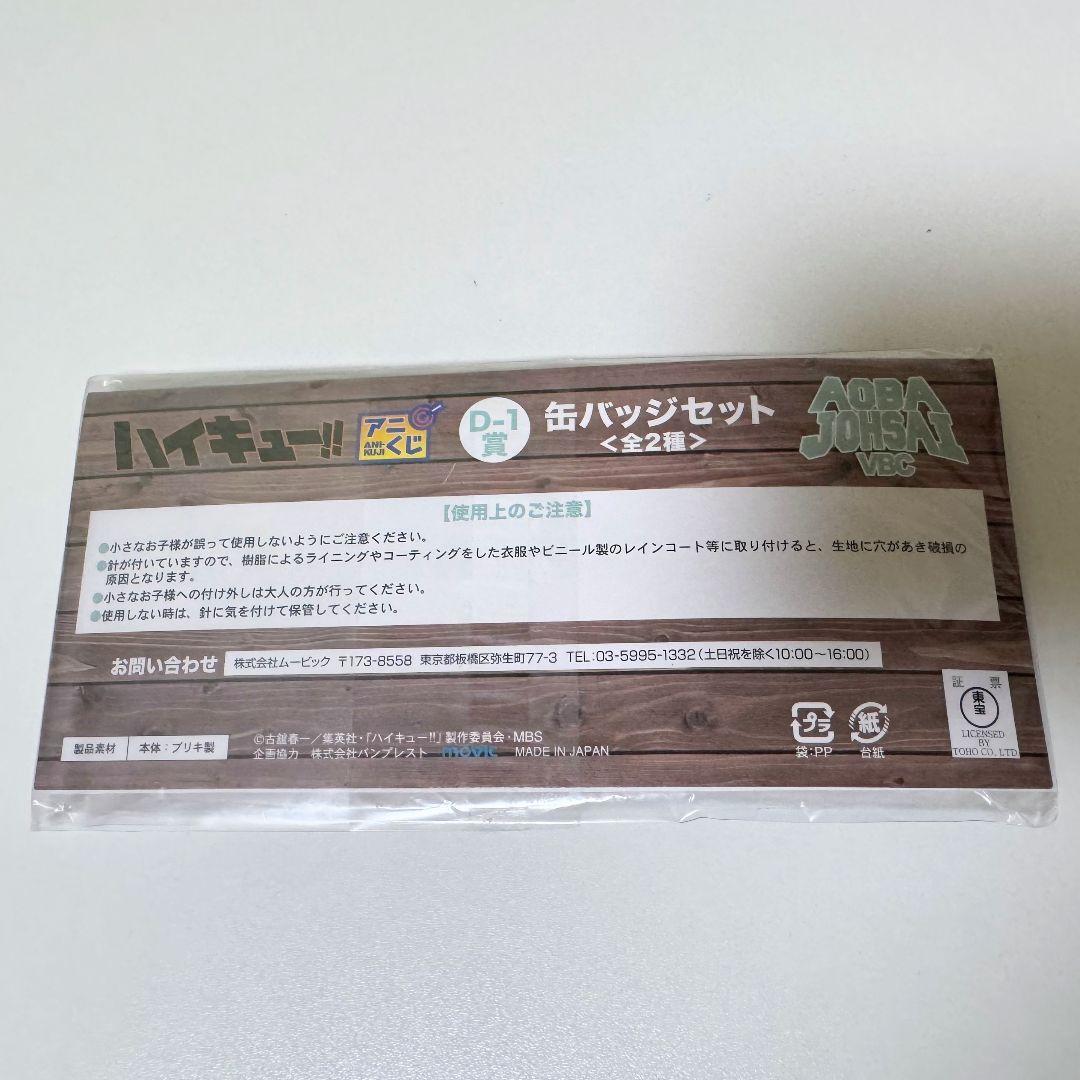 ハイキュー!!
アニくじ
ANI-KUJI
D-1賞
缶バッジセット
<全2種>
AOBA
JOHSAI
VBC
【使用上のご注意】
●小さなお子様が誤って使用しないようにご注意ください。
●針が付いていますので、樹脂によるライニングやコーティングをした衣服やビニール製のレインコート等に取り付けると、生地に穴があき破損の
原因となります。
●小さなお子様への付け外しは大人の方が行ってください。
●使用しない時は、針に気を付けて保管してください。
お問い合わせ 株式会社ムービック 〒173-8558 東京都板橋区弥生町77-3 TEL:03-5995-1332(土日祝を除く10:00~16:00)
製品素材 本体:ブリキ製
©古舘春一/集英社・「ハイキュー!!」製作委員会・MBS
企画協力 株式会社バンプレスト movic MADE IN JAPAN
プラ
袋:PP
紙
台紙
証票
東宝
LICENSED
BY
TOHO CO., LTD